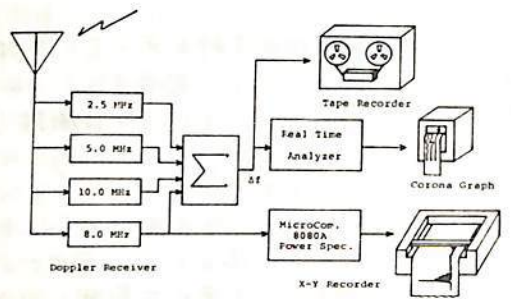 2.5 MHz
5.0 MHz
10.0 MHz
8.0 MHz
Doppler Receiver
Σ
Δf
Tape Recorder
Real Time
Analyzer
Corona Graph
MicroCom.
8080A
Power Spec.
X-Y Recorder